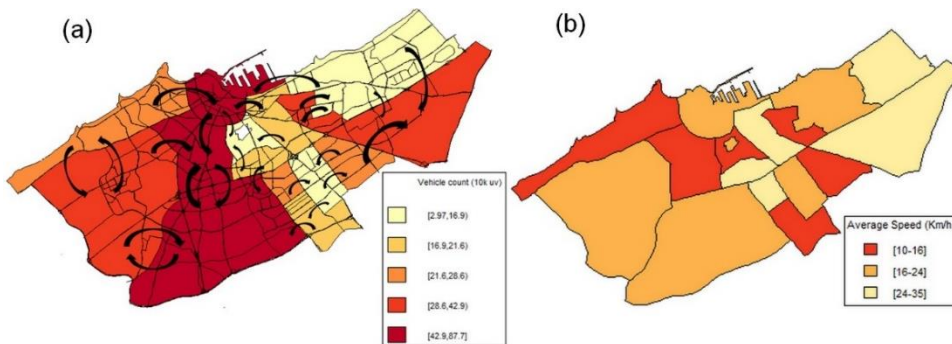 (a)
Vehicle count (10k uv)
[2.97,16.9)
[16.9,21.6)
[21.6,28.6)
[28.6,42.9)
[42.9,87.7]
(b)
Average Speed (Km/h
[10-16]
[16-24]
[24-35]